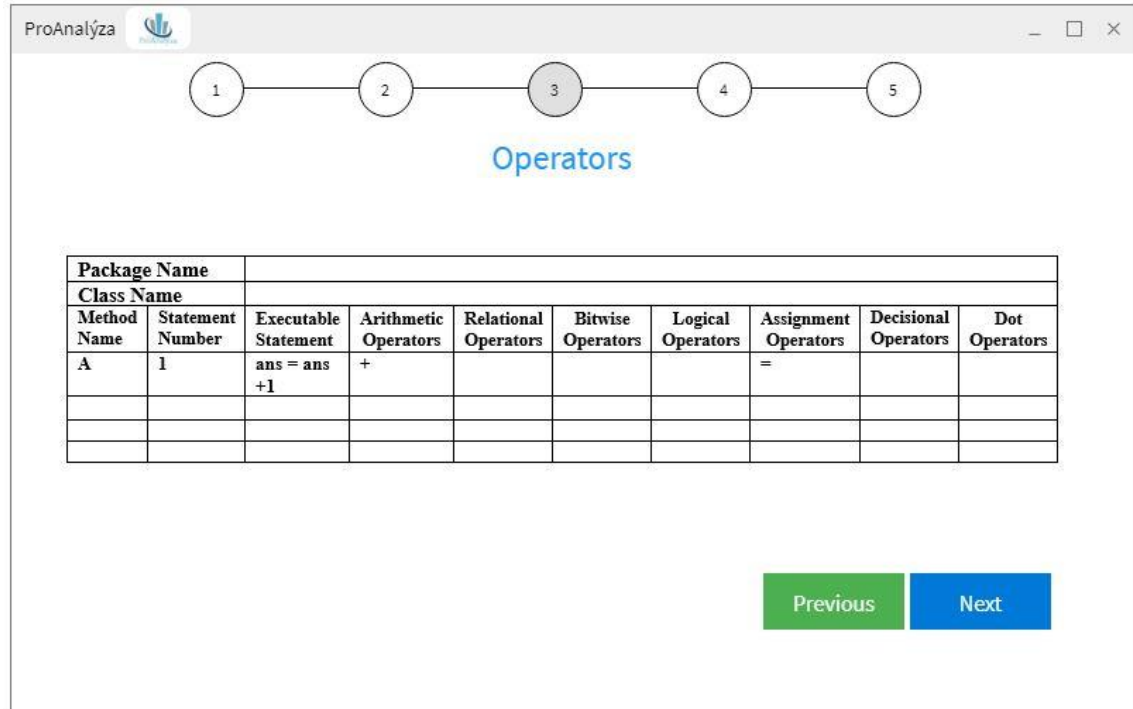 ProAnalýza
1 2 3 4 5
Operators
Package Name
Class Name
Method Name Statement Number Executable Statement Arithmetic Operators Relational Operators Bitwise Operators Logical Operators Assignment Operators Decisional Operators Dot Operators
A 1 ans = ans +1 + =
Previous Next